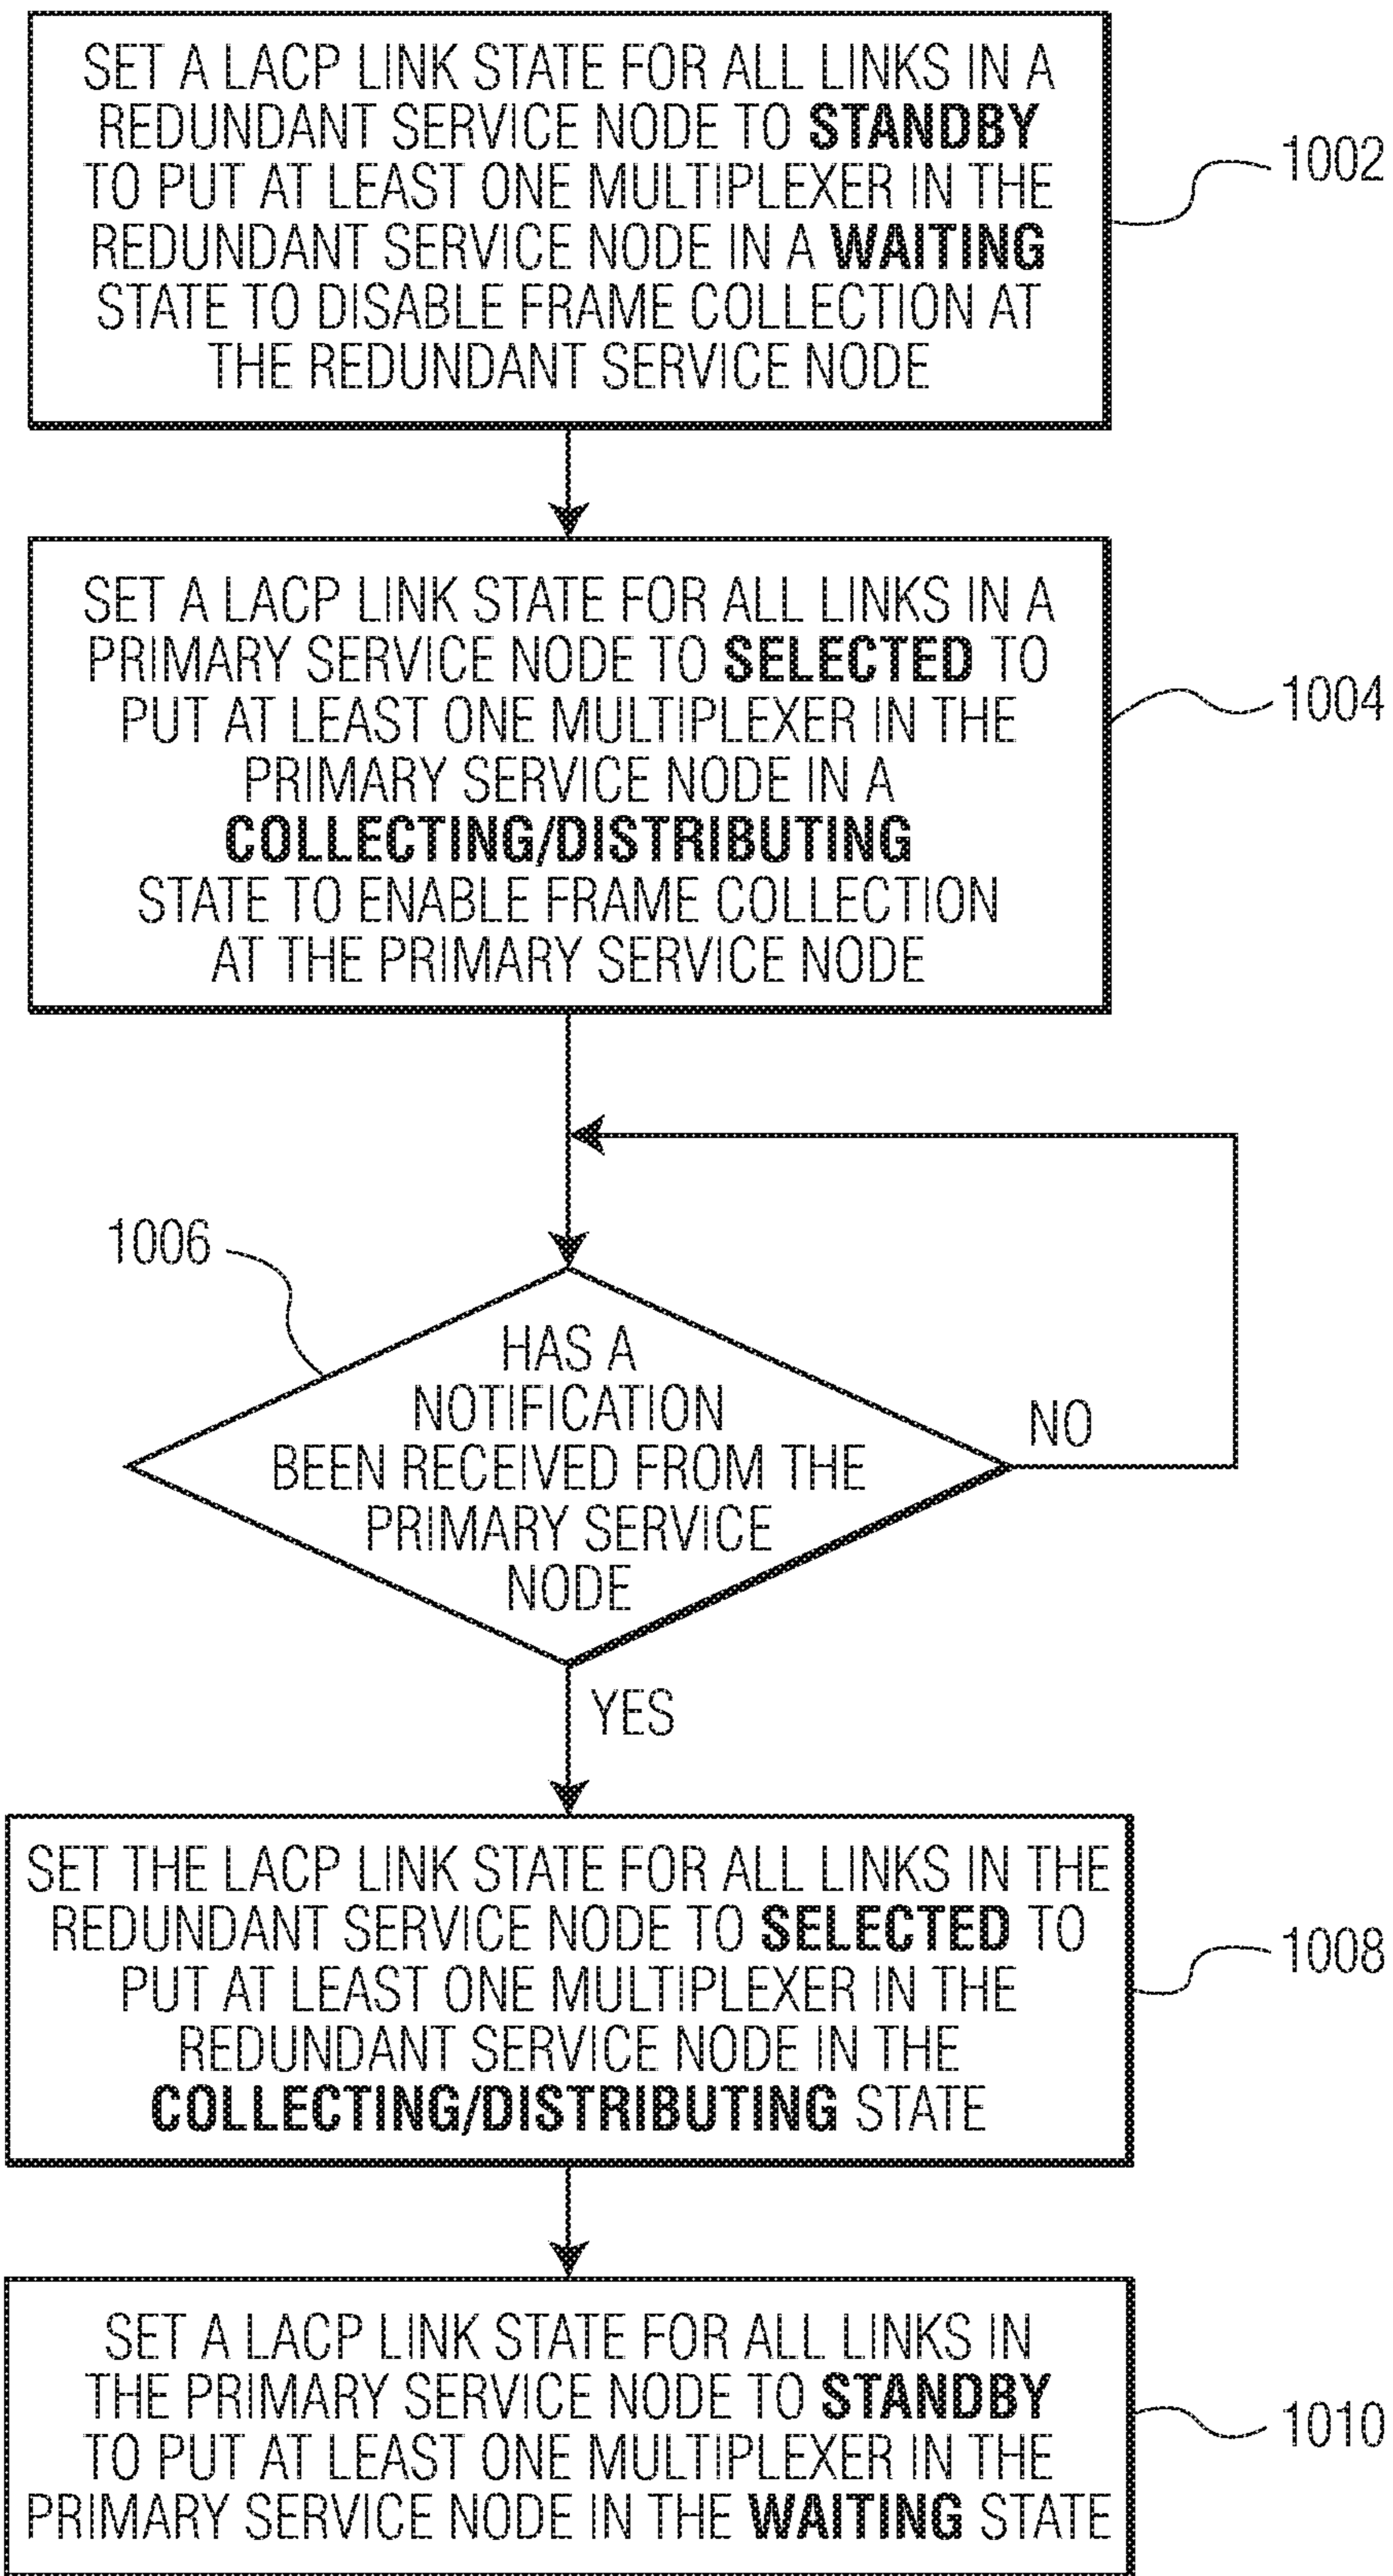 SET A LACP LINK STATE FOR ALL LINKS IN A
REDUNDANT SERVICE NODE TO STANDBY
TO PUT AT LEAST ONE MULTIPLEXER IN THE
REDUNDANT SERVICE NODE IN A WAITING
STATE TO DISABLE FRAME COLLECTION AT
THE REDUNDANT SERVICE NODE
1002
SET A LACP LINK STATE FOR ALL LINKS IN A
PRIMARY SERVICE NODE TO SELECTED TO
PUT AT LEAST ONE MULTIPLEXER IN THE
PRIMARY SERVICE NODE IN A
COLLECTING/DISTRIBUTING
STATE TO ENABLE FRAME COLLECTION
AT THE PRIMARY SERVICE NODE
1004
1006
HAS A
NOTIFICATION
BEEN RECEIVED FROM THE
PRIMARY SERVICE
NODE
NO
YES
SET THE LACP LINK STATE FOR ALL LINKS IN THE
REDUNDANT SERVICE NODE TO SELECTED TO
PUT AT LEAST ONE MULTIPLEXER IN THE
REDUNDANT SERVICE NODE IN THE
COLLECTING/DISTRIBUTING STATE
1008
SET A LACP LINK STATE FOR ALL LINKS IN
THE PRIMARY SERVICE NODE TO STANDBY
TO PUT AT LEAST ONE MULTIPLEXER IN THE
PRIMARY SERVICE NODE IN THE WAITING STATE
1010